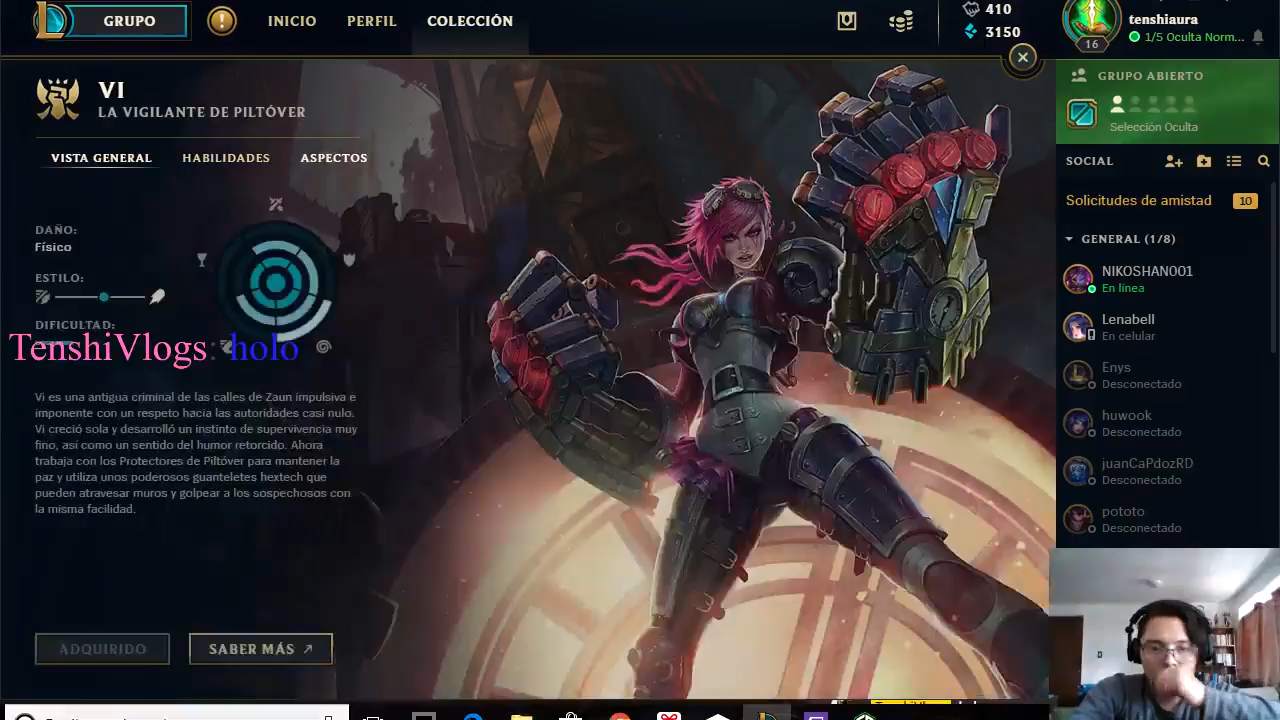 GRUPO
INICIO
PERFIL
COLECCIÓN
410
3150
tenshiaura
16
1/5 Oculta Norm...
VI
LA VIGILANTE DE PILTÓVER
VISTA GENERAL
HABILIDADES
ASPECTOS
DAÑO:
Físico
ESTILO:
DIFICULTAD:
TenshiVlogs: holo
Vi es una antigua criminal de las calles de Zaun impulsiva e
imponente con un respeto hacia las autoridades casi nulo.
Vi creció sola y desarrolló un instinto de supervivencia muy
fino, así como un sentido del humor retorcido. Ahora
trabaja con los Protectores de Piltóver para mantener la
paz y utiliza unos poderosos guanteletes hextech que
pueden atravesar muros y golpear a los sospechosos con
la misma facilidad.
ADQUIRIDO
SABER MÁS
GRUPO ABIERTO
Selección Oculta
SOCIAL
Solicitudes de amistad
10
GENERAL (1/8)
NIKOSHAN001
En línea
Lenabell
En celular
Enys
Desconectado
huwook
Desconectado
juanCaPdozRD
Desconectado
pototo
Desconectado